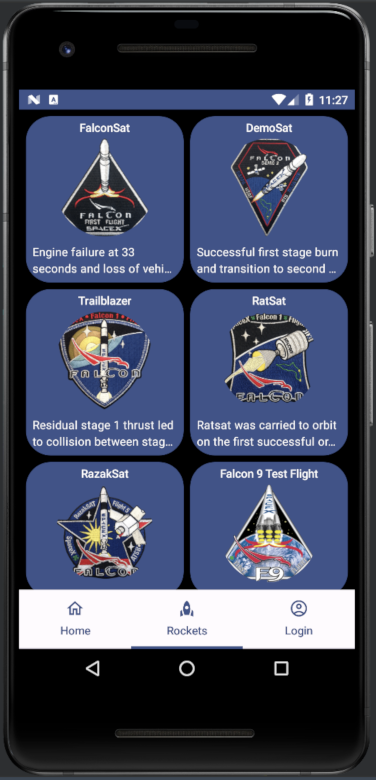 11:27
FalconSat
DemoSat
FALCON
FIRST FLIGHT
SPACEX
FALCON
DEMO 2
Engine failure at 33
seconds and loss of vehi...
Successful first stage burn
and transition to second ...
Trailblazer
RatSat
Falcon 1
FALCON
Falcon 1
FALCON
Residual stage 1 thrust led
to collision between stag...
Ratsat was carried to orbit
on the first successful or...
RazakSat
Falcon 9 Test Flight
RazakSAT
FALCON
F9
Home
Rockets
Login